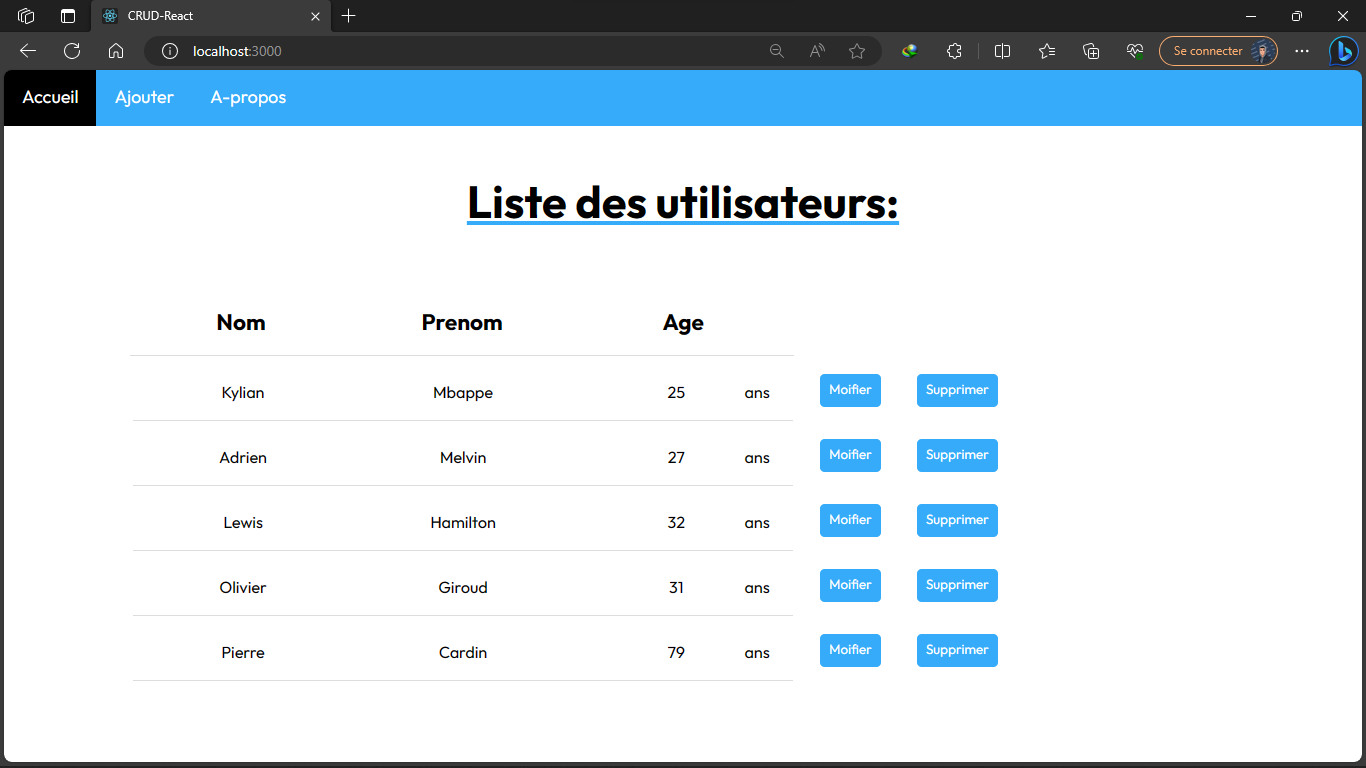 CRUD-React
localhost:3000
Se connecter
Accueil Ajouter A-propos
Liste des utilisateurs:
Nom Prenom Age
Kylian Mbappe 25 ans Moifier Supprimer
Adrien Melvin 27 ans Moifier Supprimer
Lewis Hamilton 32 ans Moifier Supprimer
Olivier Giroud 31 ans Moifier Supprimer
Pierre Cardin 79 ans Moifier Supprimer